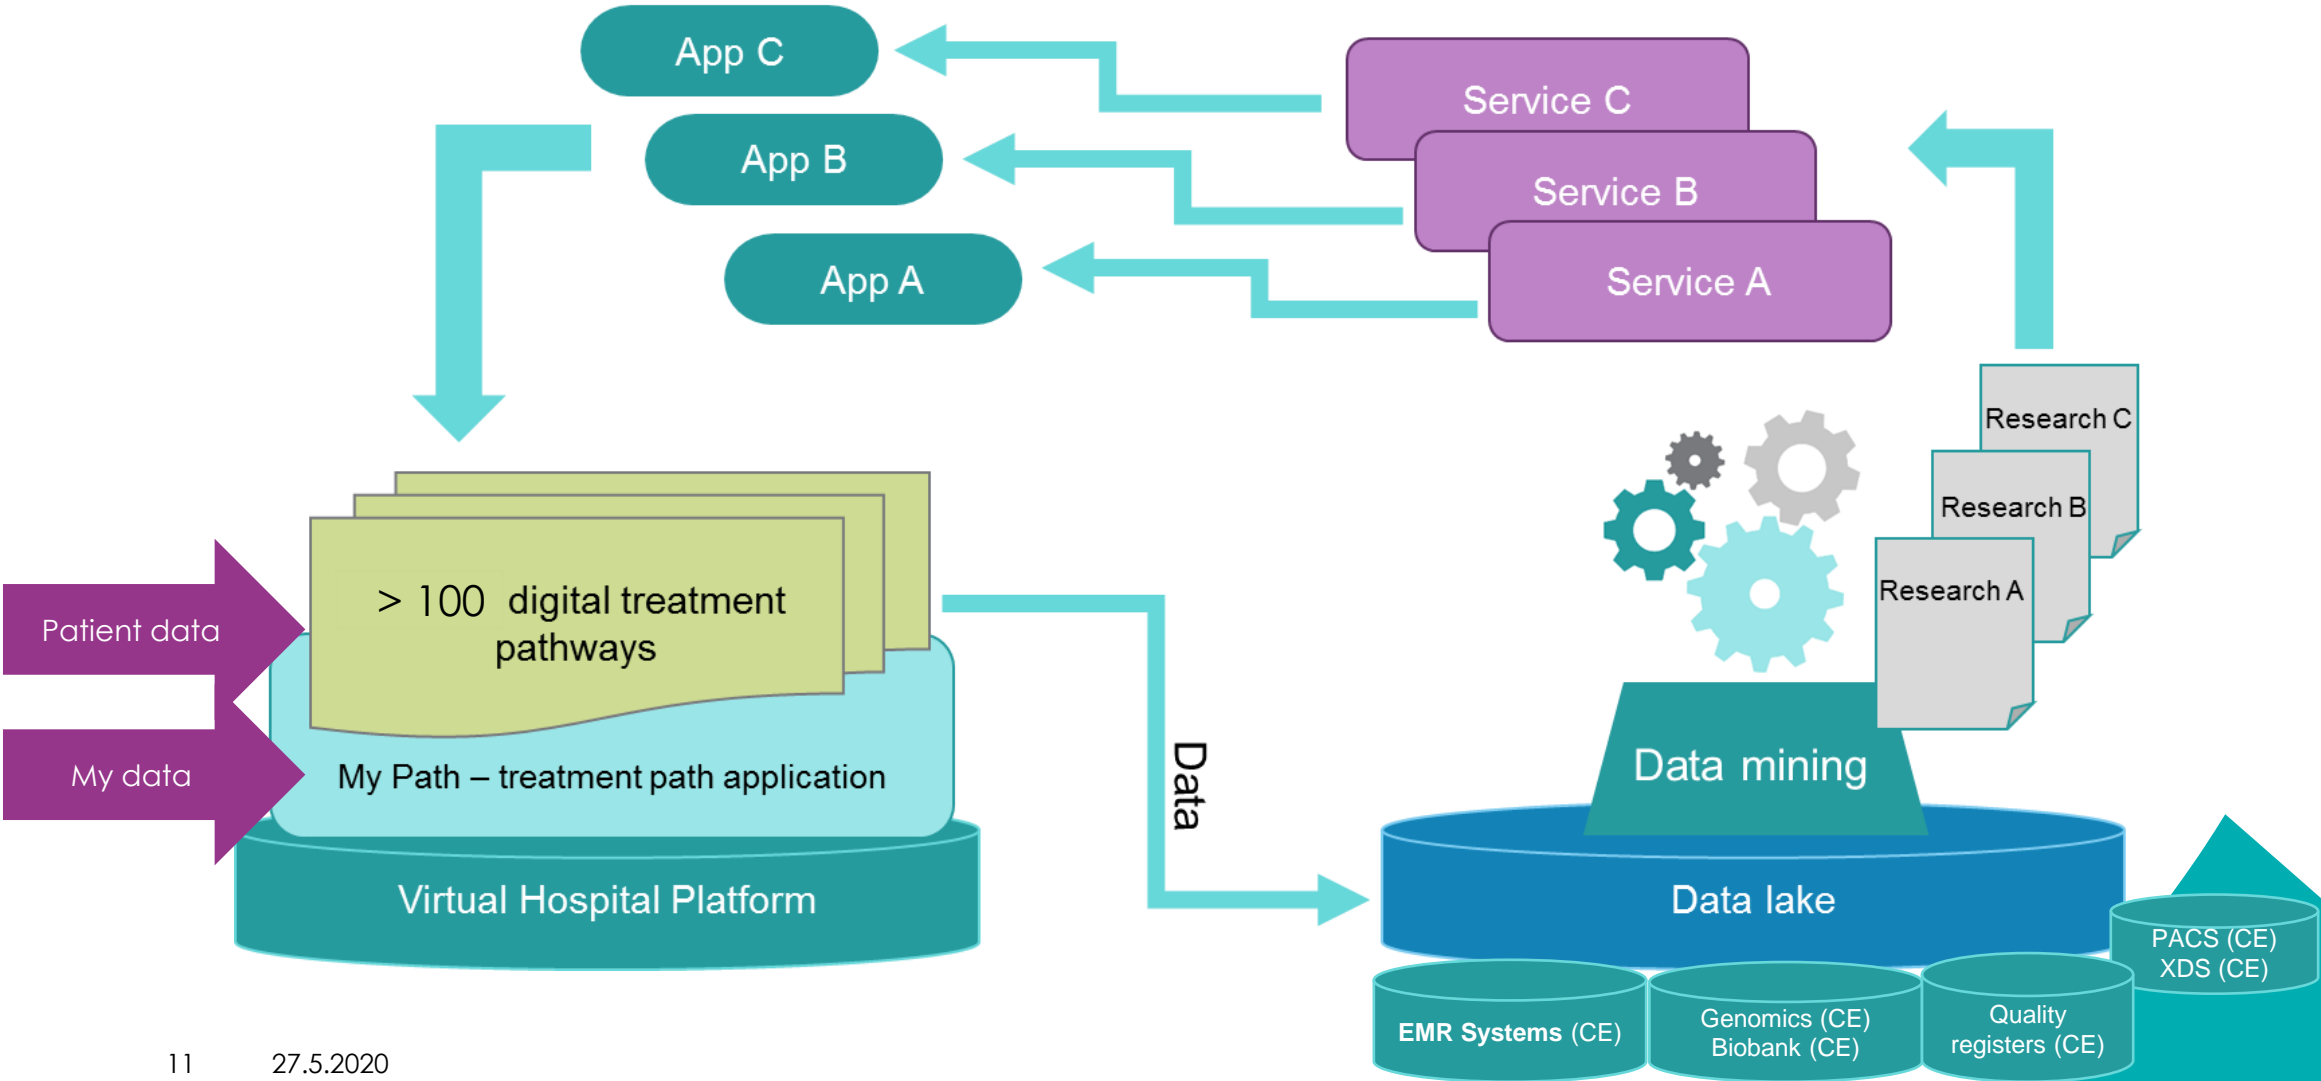 App C
App B
App A
Service C
Service B
Service A
Research C
Research B
Research A
Patient data
My data
> 100 digital treatment
pathways
My Path – treatment path application
Virtual Hospital Platform
Data
Data mining
Data lake
PACS (CE)
XDS (CE)
EMR Systems (CE)
Genomics (CE)
Biobank (CE)
Quality
registers (CE)
11 27.5.2020